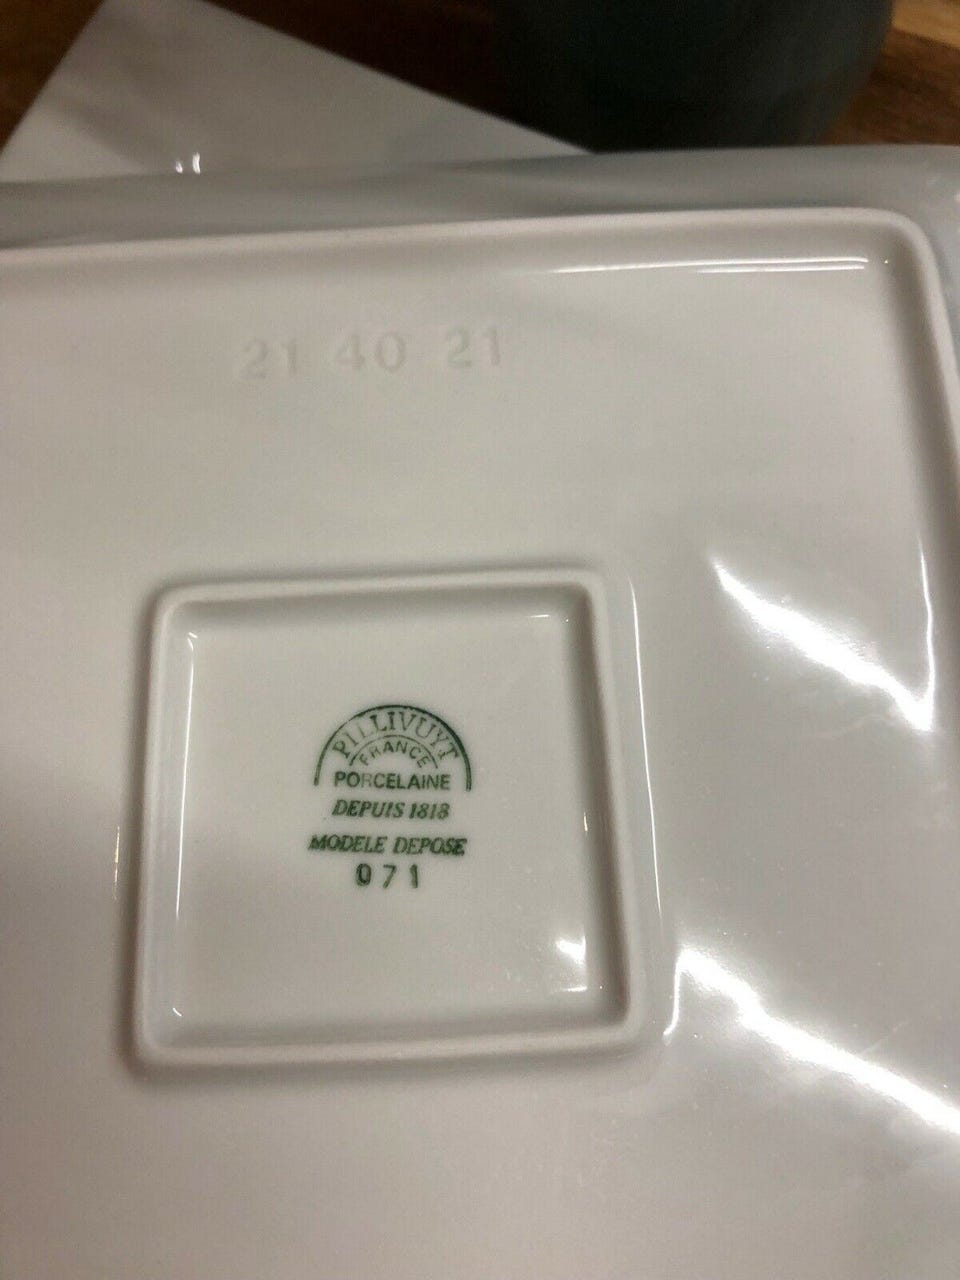 21 40 21
PILLIVUYT
FRANCE
PORCELAINE
DEPUIS 1818
MODELE DEPOSE
071